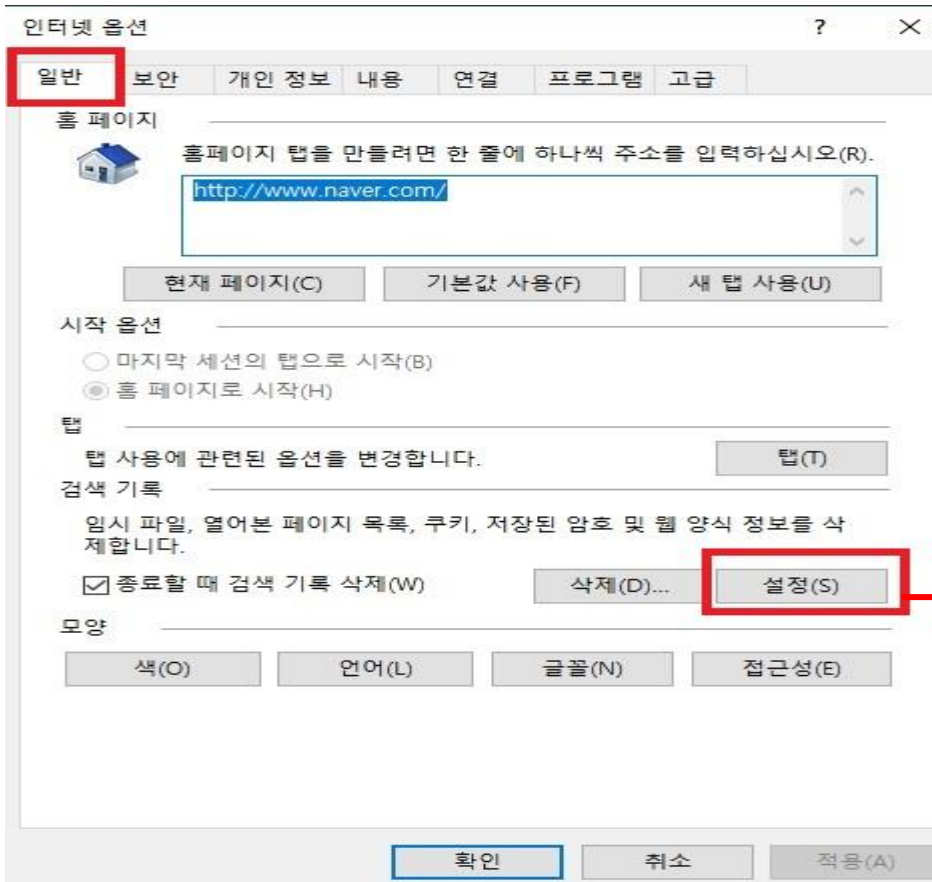 인터넷 옵션 ?
일반 보안 개인 정보 내용 연결 프로그램 고급
홈 페이지
홈페이지 탭을 만들려면 한 줄에 하나씩 주소를 입력하십시오(R).
http://www.naver.com/
현재 페이지(C) 기본값 사용(F) 새 탭 사용(U)
시작 옵션
마지막 세션의 탭으로 시작(B)
홈 페이지로 시작(H)
탭
탭 사용에 관련된 옵션을 변경합니다. 탭(T)
검색 기록
임시 파일, 열어본 페이지 목록, 쿠키, 저장된 암호 및 웹 양식 정보를 삭
제합니다.
종료할 때 검색 기록 삭제(W) 삭제(D)... 설정(S)
모양
색(O) 언어(L) 글꼴(N) 접근성(E)
확인 취소 적용(A)